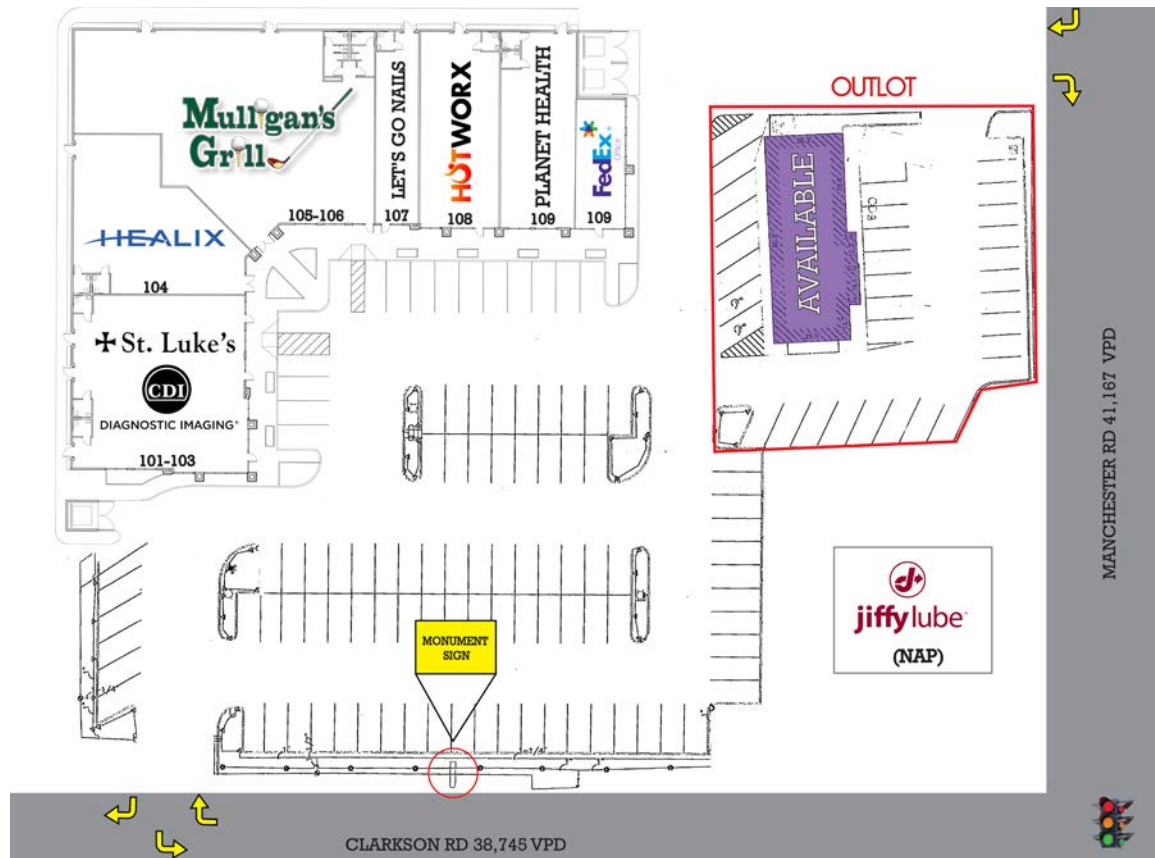 OUTLOT
Mulligan's
Grill
LET'S GO NAILS
HOTWORX
PLANET HEALTH
FedEx
Office
105-106
107
108
109
109
AVAILABLE
HEALIX
104
St. Luke's
CDI
DIAGNOSTIC IMAGING
101-103
MANCHESTER RD 41,167 VPD
jiffy lube
(NAP)
MONUMENT
SIGN
CLARKSON RD 38,745 VPD